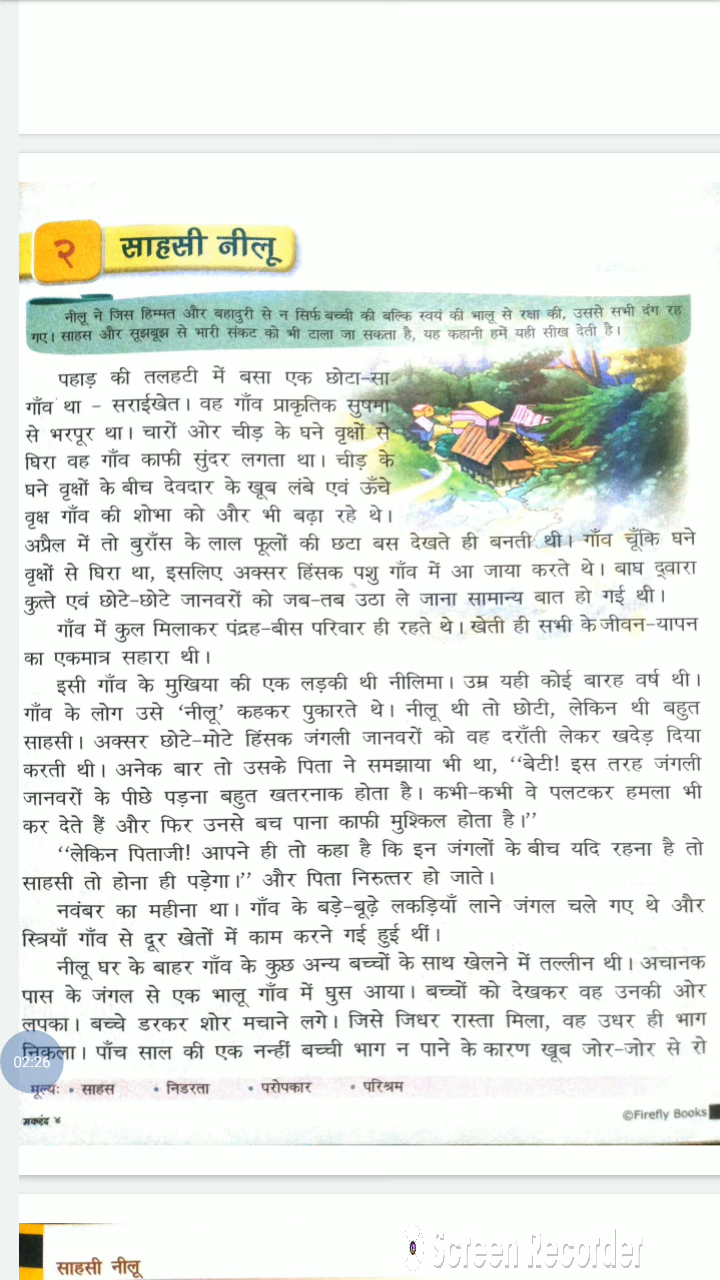 २
साहसी नीलू
नीलू ने जिस हिम्मत और बहादुरी से न सिर्फ बच्ची की बल्कि स्वयं की भालू से रक्षा की, उससे सभी दंग रह
गए। साहस और सूझबूझ से भारी संकट को भी टाला जा सकता है, यह कहानी हमें यही सीख देती है।
पहाड़ की तलहटी में बसा एक छोटा-सा
गाँव था – सराईखेत। वह गाँव प्राकृतिक सुषमा
से भरपूर था। चारों ओर चीड़ के घने वृक्षों से
घिरा वह गाँव काफी सुंदर लगता था। चीड़ के
घने वृक्षों के बीच देवदार के खूब लंबे एवं ऊँचे
वृक्ष गाँव की शोभा को और भी बढ़ा रहे थे।
अप्रैल में तो बुराँस के लाल फूलों की छटा बस देखते ही बनती थी। गाँव चूँकि घने
वृक्षों से घिरा था, इसलिए अक्सर हिंसक पशु गाँव में आ जाया करते थे। बाघ द्वारा
कुत्ते एवं छोटे-छोटे जानवरों को जब-तब उठा ले जाना सामान्य बात हो गई थी।
गाँव में कुल मिलाकर पंद्रह-बीस परिवार ही रहते थे। खेती ही सभी के जीवन-यापन
का एकमात्र सहारा थी।
इसी गाँव के मुखिया की एक लड़की थी नीलिमा। उम्र यही कोई बारह वर्ष थी।
गाँव के लोग उसे ‘नीलू’ कहकर पुकारते थे। नीलू थी तो छोटी, लेकिन थी बहुत
साहसी। अक्सर छोटे-मोटे हिंसक जंगली जानवरों को वह दराँती लेकर खदेड़ दिया
करती थी। अनेक बार तो उसके पिता ने समझाया भी था, ‘‘बेटी! इस तरह जंगली
जानवरों के पीछे पड़ना बहुत खतरनाक होता है। कभी-कभी वे पलटकर हमला भी
कर देते हैं और फिर उनसे बच पाना काफी मुश्किल होता है।’’
‘‘लेकिन पिताजी! आपने ही तो कहा है कि इन जंगलों के बीच यदि रहना है तो
साहसी तो होना ही पड़ेगा।’’ और पिता निरुत्तर हो जाते।
नवंबर का महीना था। गाँव के बड़े-बूढ़े लकड़ियाँ लाने जंगल चले गए थे और
स्त्रियाँ गाँव से दूर खेतों में काम करने गई हुई थीं।
नीलू घर के बाहर गाँव के कुछ अन्य बच्चों के साथ खेलने में तल्लीन थी। अचानक
पास के जंगल से एक भालू गाँव में घुस आया। बच्चों को देखकर वह उनकी ओर
लपका। बच्चे डरकर शोर मचाने लगे। जिसे जिधर रास्ता मिला, वह उधर ही भाग
निकला। पाँच साल की एक नन्हीं बच्ची भाग न पाने के कारण खूब जोर-जोर से रो
02:26
मूल्यः • साहस • निडरता • परोपकार • परिश्रम
मकरंद ४
©Firefly Books
साहसी नीलू
Screen Recorder